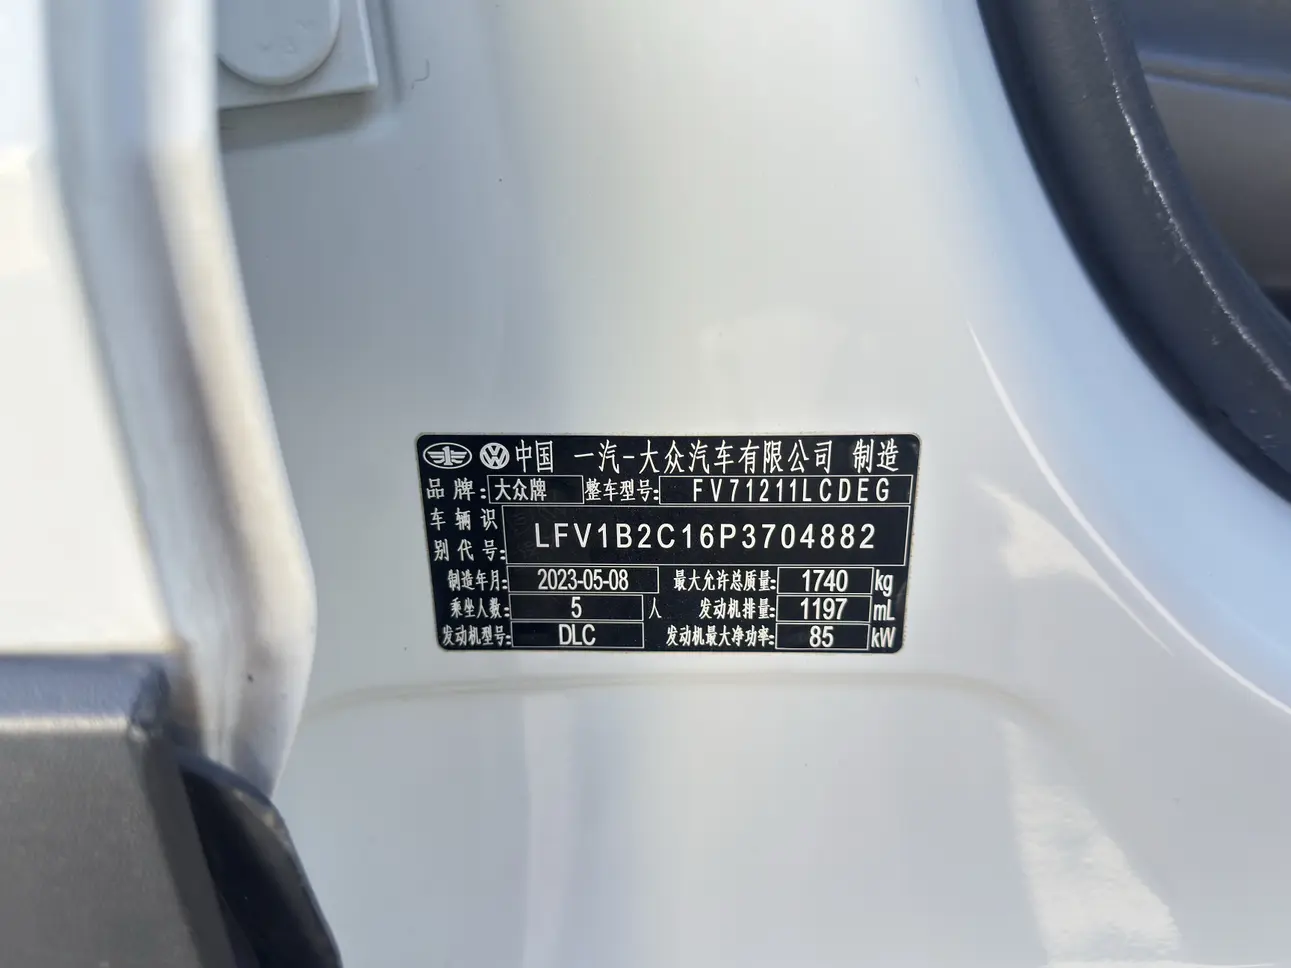 中国 一汽-大众汽车有限公司 制造
品牌: 大众牌 整车型号: FV71211LCDEG
车辆识别代号: LFV1B2C16P3704882
制造年月: 2023-05-08 最大允许总质量: 1740 kg
乘坐人数: 5 人 发动机排量: 1197 mL
发动机型号: DLC 发动机最大净功率: 85 kW